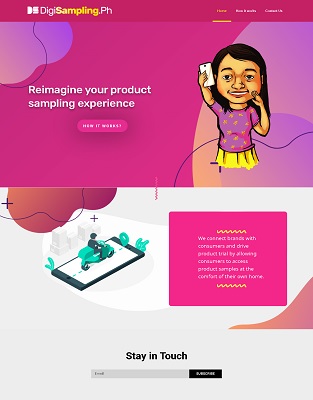 DS DigiSampling.Ph
Home How it works Contact Us
Reimagine your product
sampling experience
HOW IT WORKS?
We connect brands with
consumers and drive
product trial by allowing
consumers to access
product samples at the
comfort of their own home.
Stay in Touch
Email
SUBSCRIBE